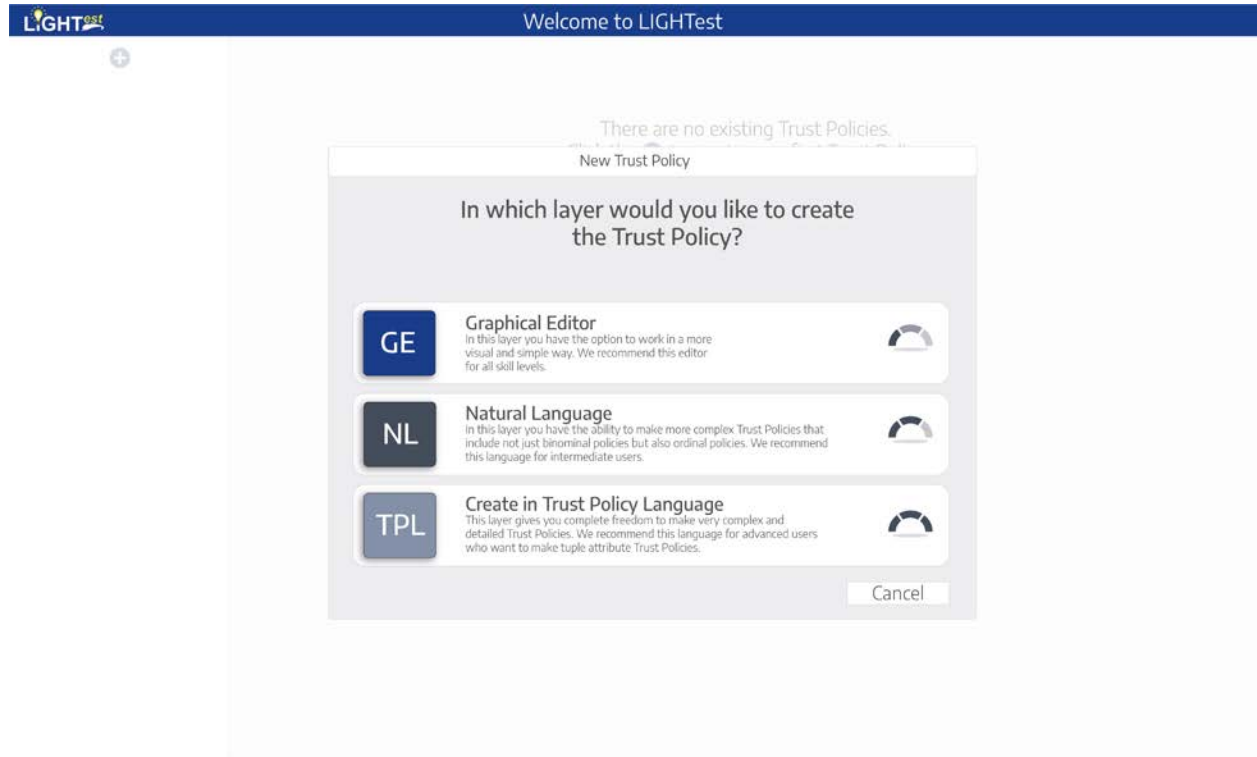 LIGHTest
Welcome to LIGHTest
There are no existing Trust Policies.
New Trust Policy
In which layer would you like to create
the Trust Policy?
GE
Graphical Editor
In this layer you have the option to work in a more
visual and simple way. We recommend this editor
for all skill levels.
NL
Natural Language
In this layer you have the ability to make more complex Trust Policies that
include not just binominal policies but also ordinal policies. We recommend
this language for intermediate users.
TPL
Create in Trust Policy Language
This layer gives you complete freedom to make very complex and
detailed Trust Policies. We recommend this language for advanced users
who want to make tuple attribute Trust Policies.
Cancel